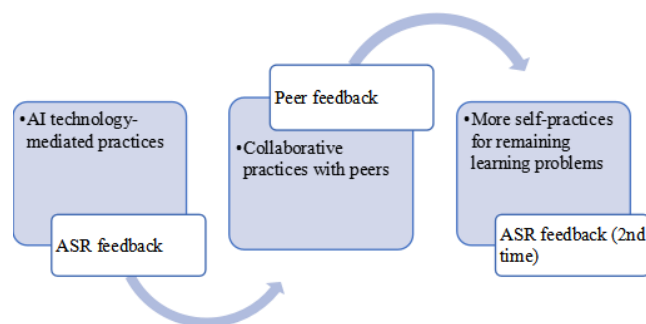 •AI technology-
mediated practices
ASR feedback
Peer feedback
•Collaborative
practices with peers
•More self-practices
for remaining
learning problems
ASR feedback (2nd
time)